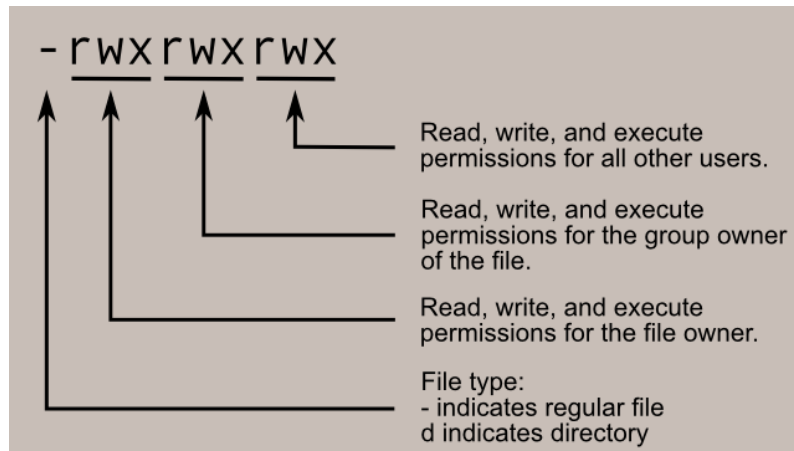 -rwxrwxrwx
Read, write, and execute
permissions for all other users.
Read, write, and execute
permissions for the group owner
of the file.
Read, write, and execute
permissions for the file owner.
File type:
- indicates regular file
d indicates directory